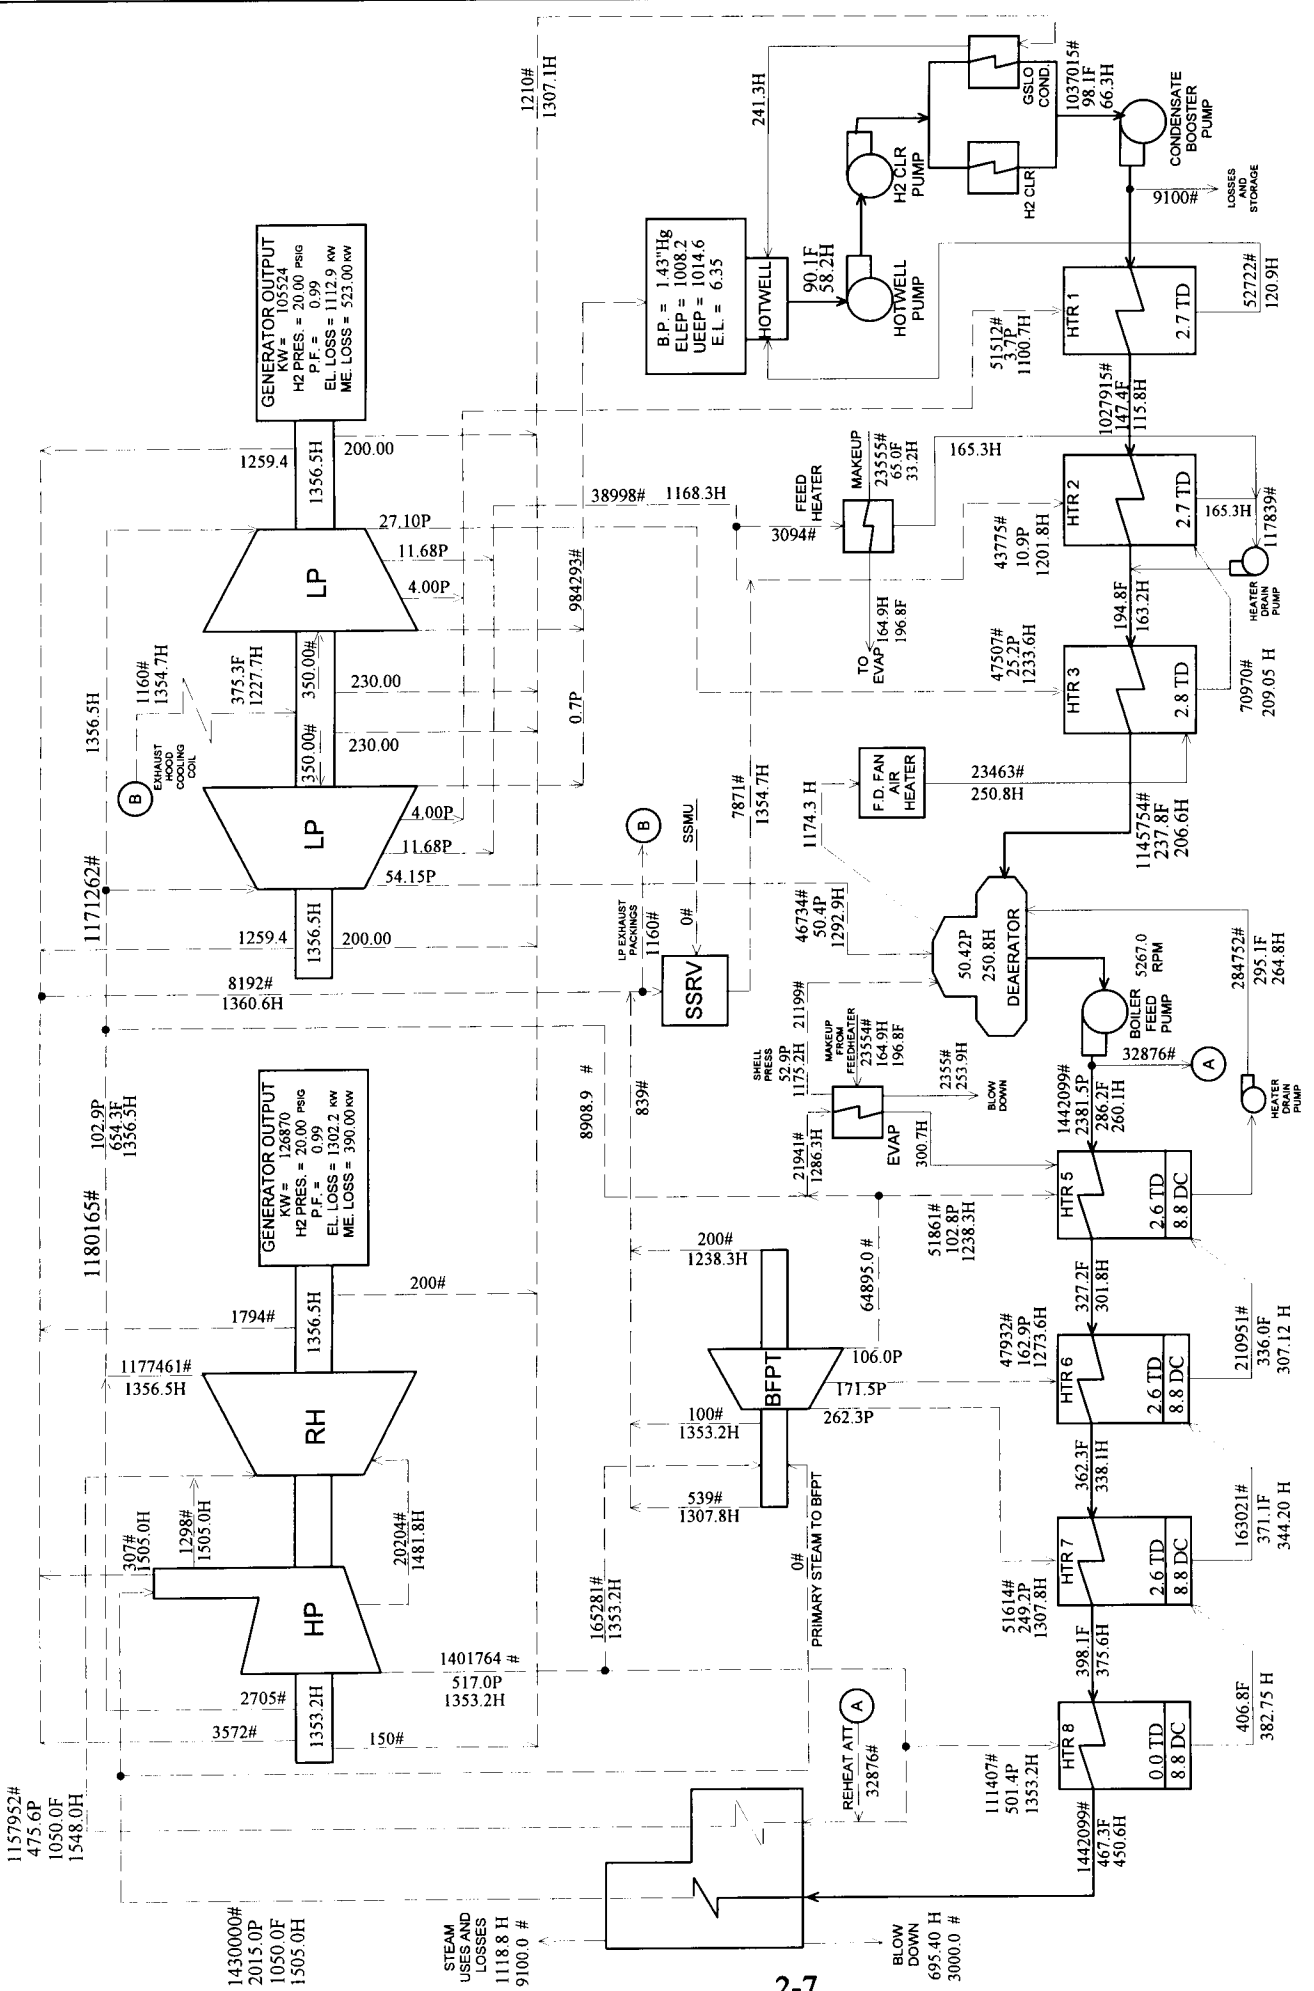 1157952#
475.6P
1050.0F
1548.0H
1430000#
2015.0P
1050.0F
1505.0H
STEAM
USES AND
LOSSES
1118.8 H
9100.0 #
BLOW
DOWN
695.40 H
3000.0 #
3572#
2705#
1353.2H
150#
307#
1505.0H
1298#
1505.0H
HP
20204#
1481.8H
1401764 #
517.0P
1353.2H
RH
1177461#
1356.5H
1794#
1356.5H
200#
GENERATOR OUTPUT
KW = 126870
H2 PRES. = 20.00 PSIG
P.F. = 0.99
EL. LOSS = 1302.2 KW
ME. LOSS = 390.00 KW
1180165#
102.9P
654.3F
1356.5H
8192#
1360.6H
1171262#
1356.5H
1259.4
1356.5H
200.00
LP
54.15P
11.68P
4.00P
B
EXHAUST
HOOD
COOLING
COIL
1160#
1354.7H
375.3F
1227.7H
350.00#
350.00#
230.00
230.00
0.7P
984293#
LP
27.10P
11.68P
4.00P
1259.4
1356.5H
200.00
GENERATOR OUTPUT
KW = 105524
H2 PRES. = 20.00 PSIG
P.F. = 0.99
EL. LOSS = 1112.9 KW
ME. LOSS = 523.00 KW
1210#
1307.1H
165281#
1353.2H
539#
1307.8H
100#
1353.2H
BFPT
200#
1238.3H
106.0P
171.5P
262.3P
64895.0 #
PRIMARY STEAM TO BFPT
0#
8908.9 #
839#
LP EXHAUST
PACKINGS
1160#
B
SSMU
0#
SSRV
7871#
1354.7H
38998#
1168.3H
FEED
HEATER
3094#
MAKEUP
23555#
65.0F
33.2H
165.3H
TO
EVAP
164.9H
196.8F
B.P. = 1.43"Hg
ELEP = 1008.2
UEEP = 1014.6
E.L. = 6.35
HOTWELL
90.1F
58.2H
HOTWELL
PUMP
H2 CLR
PUMP
241.3H
GSLO
COND.
H2 CLR
1037015#
98.1F
66.3H
CONDENSATE
BOOSTER
PUMP
9100#
LOSSES
AND
STORAGE
51512#
3.7P
1100.7H
HTR 1
2.7 TD
52722#
120.9H
1027915#
147.4F
115.8H
43775#
10.9P
1201.8H
HTR 2
2.7 TD
165.3H
117839#
HEATER
DRAIN
PUMP
194.8F
163.2H
47507#
25.2P
1233.6H
HTR 3
2.8 TD
70970#
209.05 H
1145754#
237.8F
206.6H
F.D. FAN
AIR
HEATER
1174.3 H
23463#
250.8H
46734#
50.4P
1292.9H
50.42P
250.8H
DEAERATOR
SHELL
PRESS
52.9P
1175.2H
21199#
MAKEUP
FROM
FEEDHEATER
23554#
164.9H
196.8F
21941#
1286.3H
EVAP
300.7H
2355#
253.9H
BLOW
DOWN
BOILER
FEED
PUMP
5267.0
RPM
32876#
A
1442099#
2381.5P
286.2F
260.1H
284752#
295.1F
264.8H
HEATER
DRAIN
PUMP
51861#
102.8P
1238.3H
HTR 5
2.6 TD
8.8 DC
327.2F
301.8H
210951#
336.0F
307.12 H
47932#
162.9P
1273.6H
HTR 6
2.6 TD
8.8 DC
362.3F
338.1H
163021#
371.1F
344.20 H
51614#
249.2P
1307.8H
HTR 7
2.6 TD
8.8 DC
398.1F
375.6H
406.8F
382.75 H
111407#
501.4P
1353.2H
HTR 8
0.0 TD
8.8 DC
1442099#
467.3F
450.6H
REHEAT ATT
32876#
A
2-7